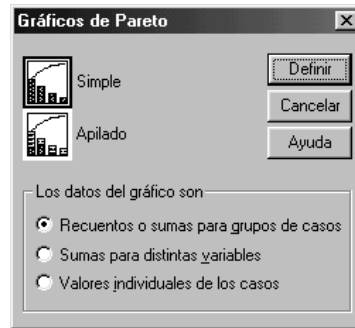 Gráficos de Pareto
Simple
Apilado
Definir
Cancelar
Ayuda
Los datos del gráfico son
Recuentos o sumas para grupos de casos
Sumas para distintas variables
Valores individuales de los casos